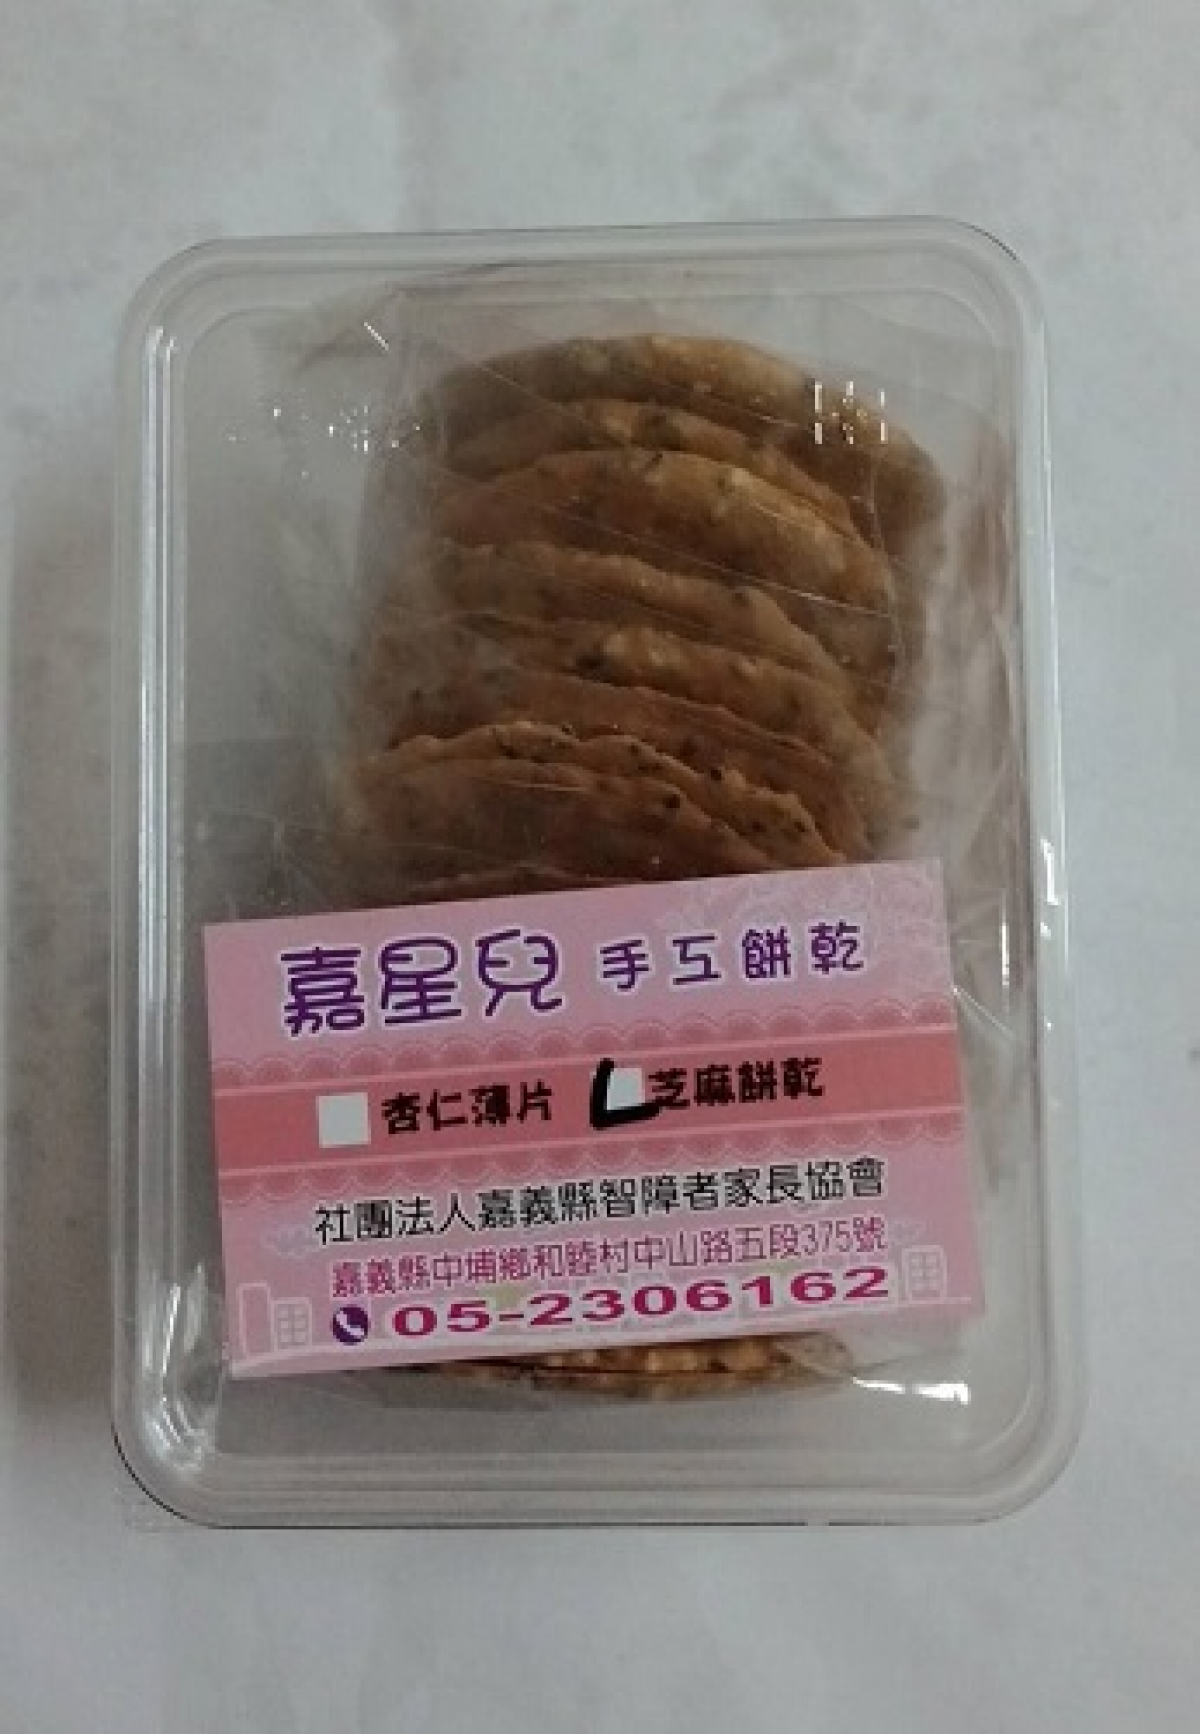 嘉星兒 手工餅乾
杏仁薄片 芝麻餅乾
社團法人嘉義縣智障者家長協會
嘉義縣中埔鄉和睦村中山路五段375號
05-2306162